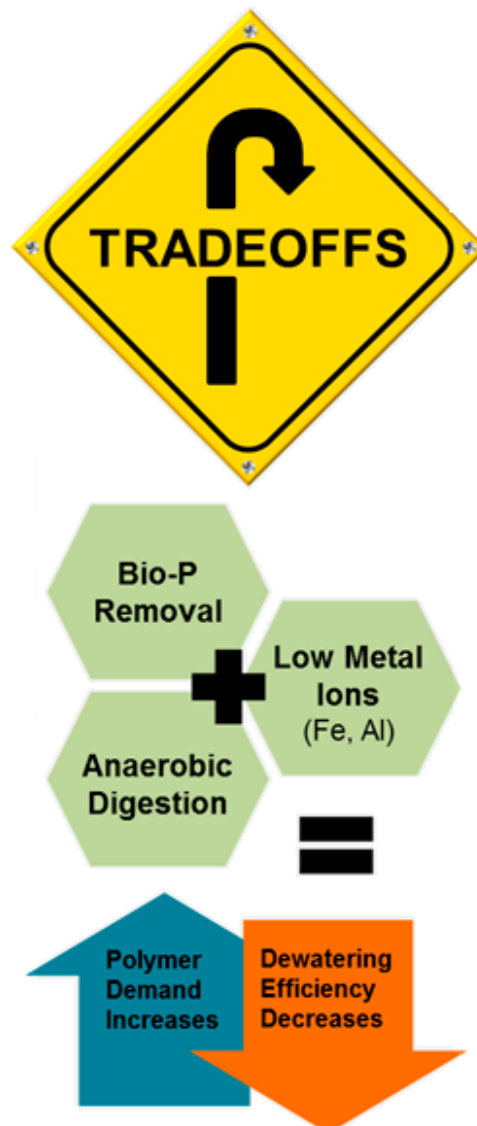 TRADEOFFS
Bio-P
Removal
Low Metal
Ions
(Fe, Al)
Anaerobic
Digestion
Polymer
Demand
Increases
Dewatering
Efficiency
Decreases